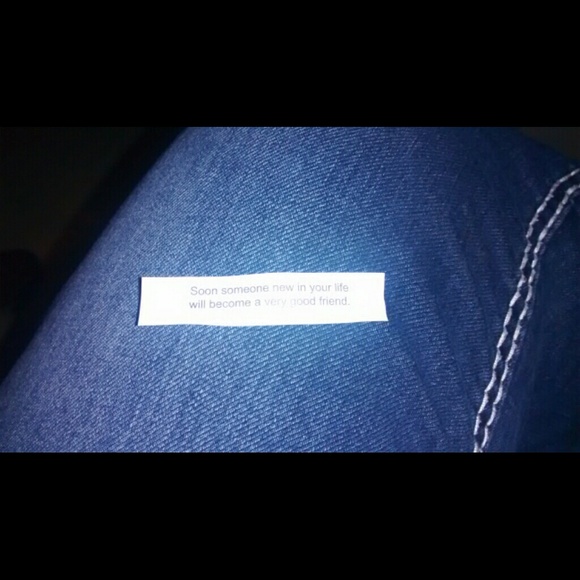 Soon someone new in your life
will become a very good friend.